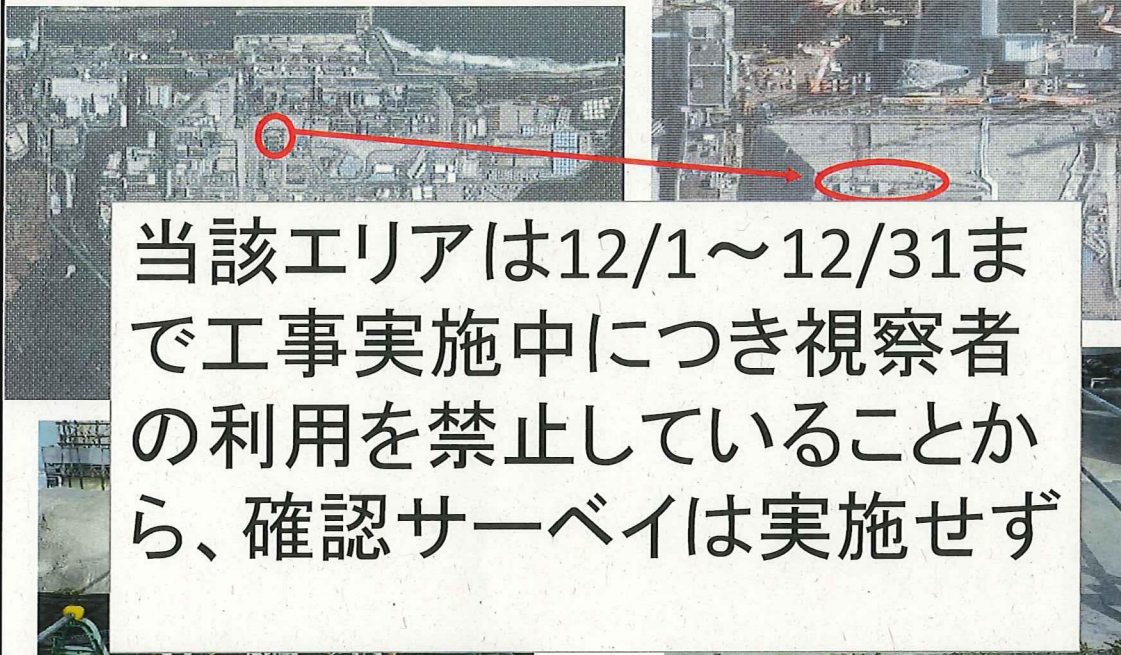 当該エリアは12/1～12/31ま
で工事実施中につき視察者
の利用を禁止していることか
ら、確認サーベイは実施せず